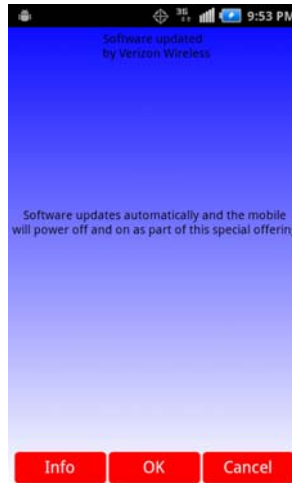 3G
9:53 PM
Software updated
by Verizon Wireless
Software updates automatically and the mobile
will power off and on as part of this special offering
Info OK Cancel